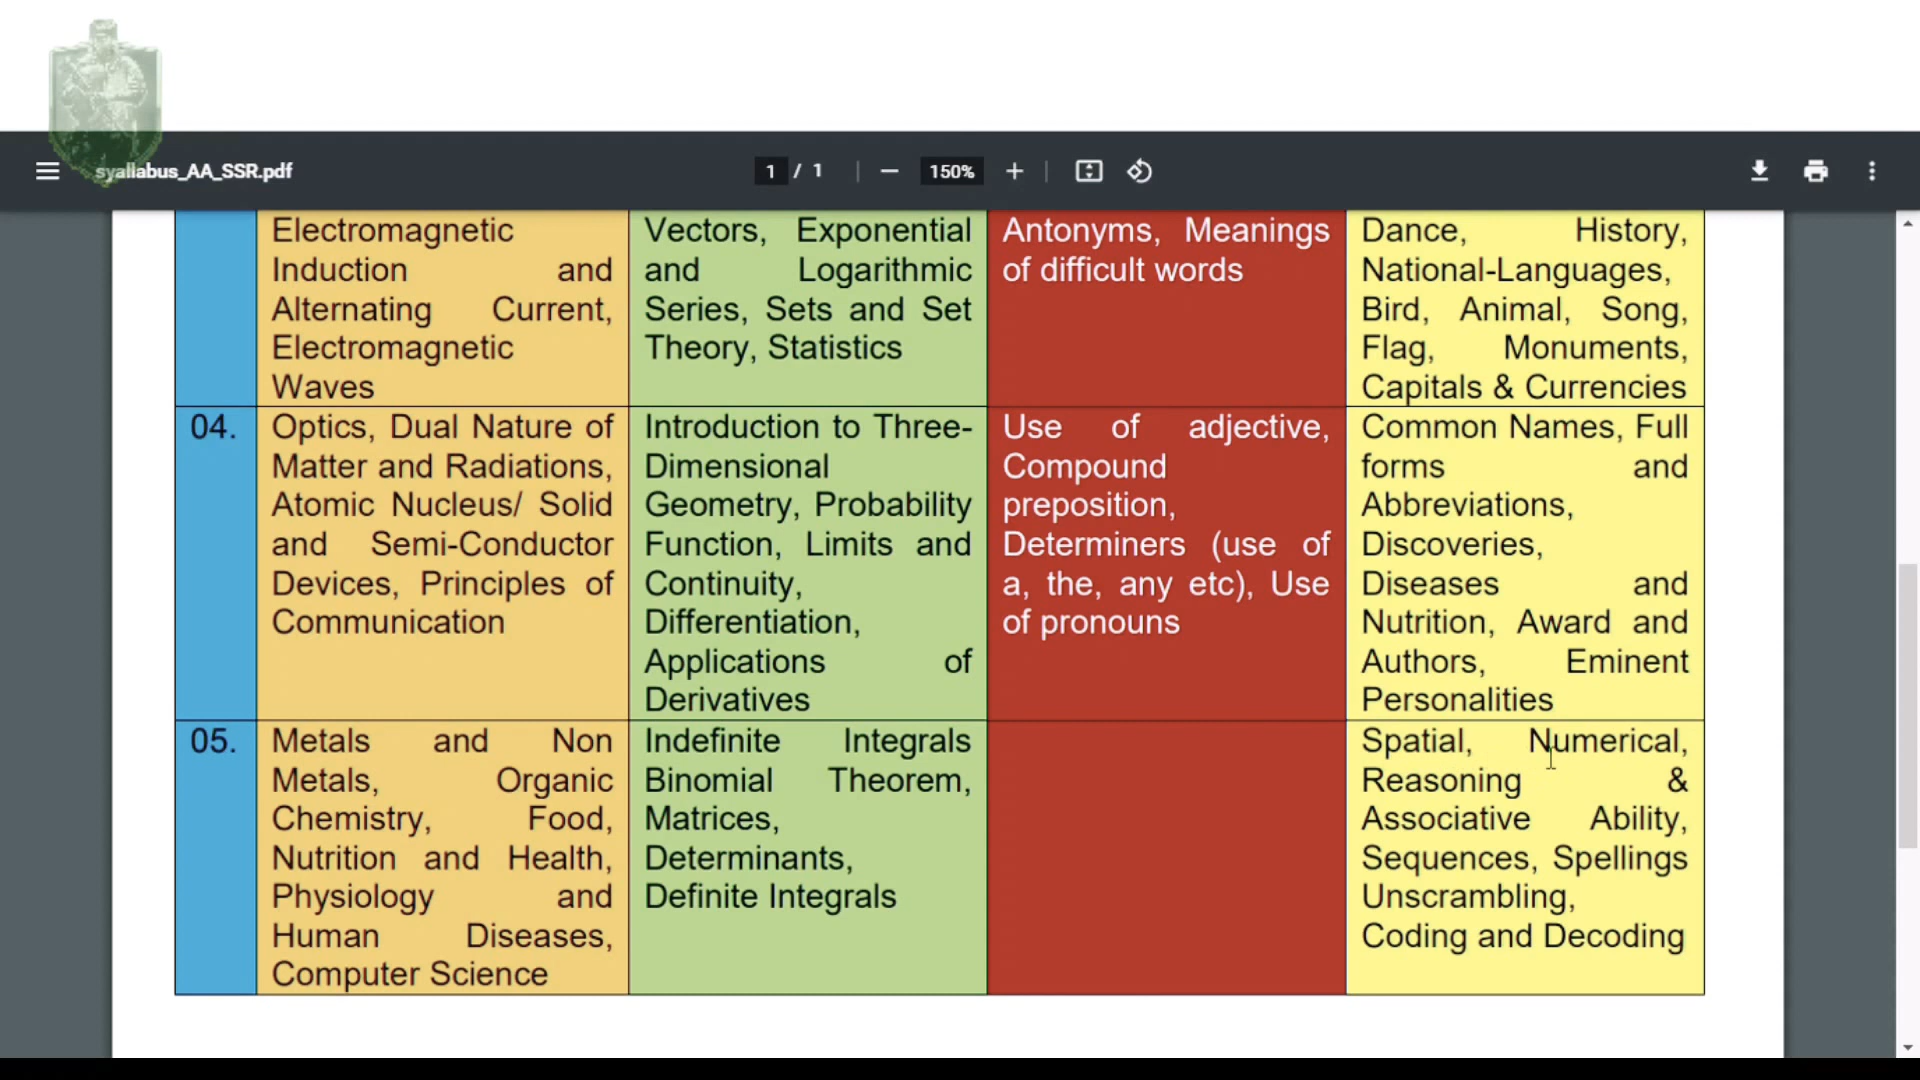 syallabus_AA_SSR.pdf
1 / 1
150%
Electromagnetic
Induction and
Alternating Current,
Electromagnetic
Waves
Vectors, Exponential
and Logarithmic
Series, Sets and Set
Theory, Statistics
Antonyms, Meanings
of difficult words
Dance, History,
National-Languages,
Bird, Animal, Song,
Flag, Monuments,
Capitals & Currencies
04.
Optics, Dual Nature of
Matter and Radiations,
Atomic Nucleus/ Solid
and Semi-Conductor
Devices, Principles of
Communication
Introduction to Three-
Dimensional
Geometry, Probability
Function, Limits and
Continuity,
Differentiation,
Applications of
Derivatives
Use of adjective,
Compound
preposition,
Determiners (use of
a, the, any etc), Use
of pronouns
Common Names, Full
forms and
Abbreviations,
Discoveries,
Diseases and
Nutrition, Award and
Authors, Eminent
Personalities
05.
Metals and Non
Metals, Organic
Chemistry, Food,
Nutrition and Health,
Physiology and
Human Diseases,
Computer Science
Indefinite Integrals
Binomial Theorem,
Matrices,
Determinants,
Definite Integrals
Spatial, Numerical,
Reasoning &
Associative Ability,
Sequences, Spellings
Unscrambling,
Coding and Decoding